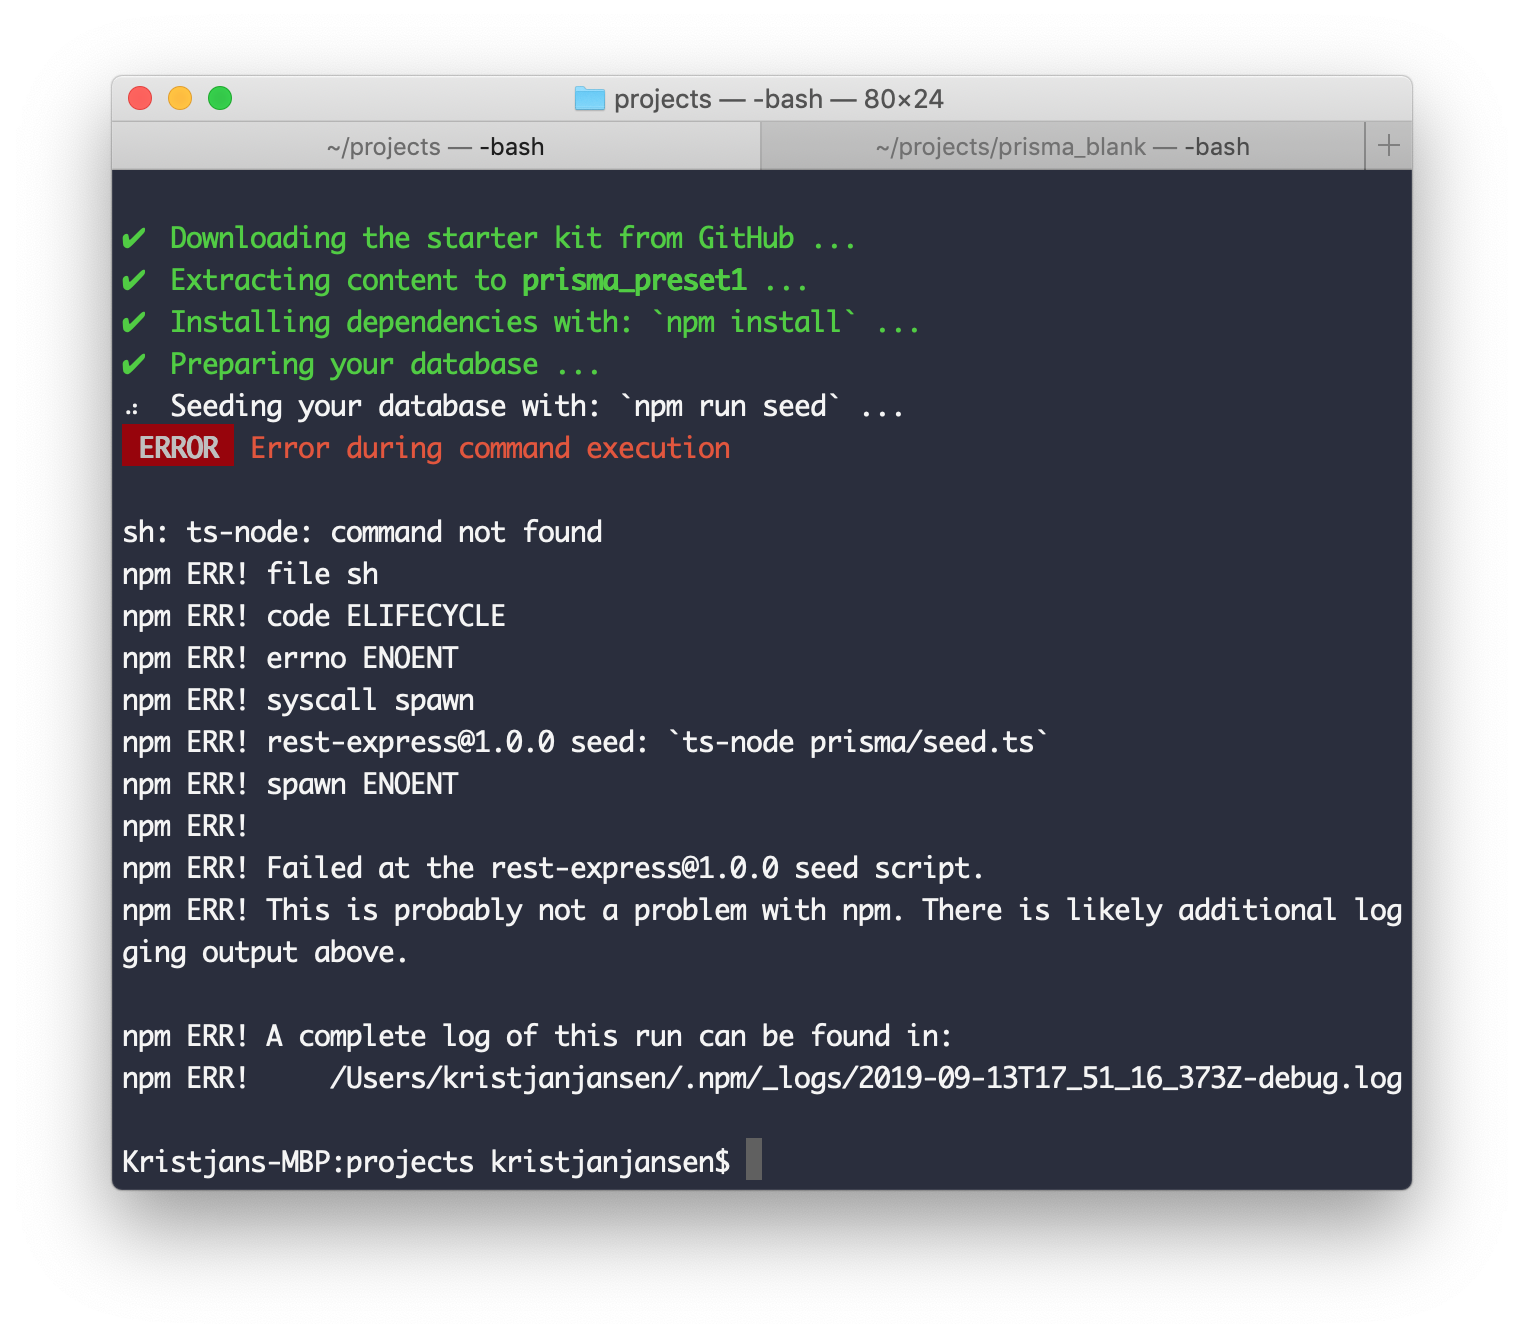 projects — -bash — 80×24
~/projects — -bash
~/projects/prisma_blank — -bash
✔ Downloading the starter kit from GitHub ...
✔ Extracting content to prisma_preset1 ...
✔ Installing dependencies with: `npm install` ...
✔ Preparing your database ...
⠴ Seeding your database with: `npm run seed` ...
ERROR Error during command execution
sh: ts-node: command not found
npm ERR! file sh
npm ERR! code ELIFECYCLE
npm ERR! errno ENOENT
npm ERR! syscall spawn
npm ERR! rest-express@1.0.0 seed: `ts-node prisma/seed.ts`
npm ERR! spawn ENOENT
npm ERR!
npm ERR! Failed at the rest-express@1.0.0 seed script.
npm ERR! This is probably not a problem with npm. There is likely additional log
ging output above.
npm ERR! A complete log of this run can be found in:
npm ERR!     /Users/kristjanjansen/.npm/_logs/2019-09-13T17_51_16_373Z-debug.log
Kristjans-MBP:projects kristjanjansen$